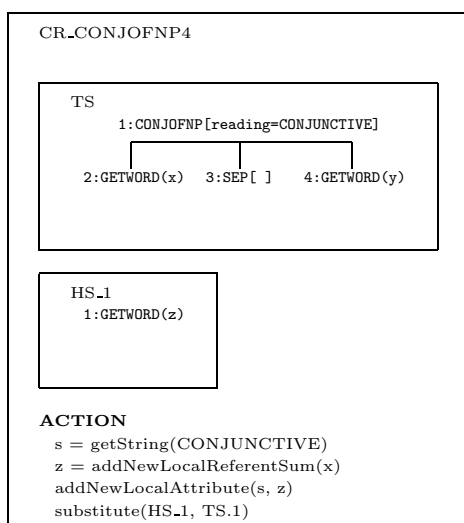 CR_CONJOFNP4
TS
1:CONJOFNP[reading=CONJUNCTIVE]
2:GETWORD(x) 3:SEP[ ] 4:GETWORD(y)
HS_1
1:GETWORD(z)
ACTION
s = getString(CONJUNCTIVE)
z = addNewLocalReferentSum(x)
addNewLocalAttribute(s, z)
substitute(HS_1, TS.1)